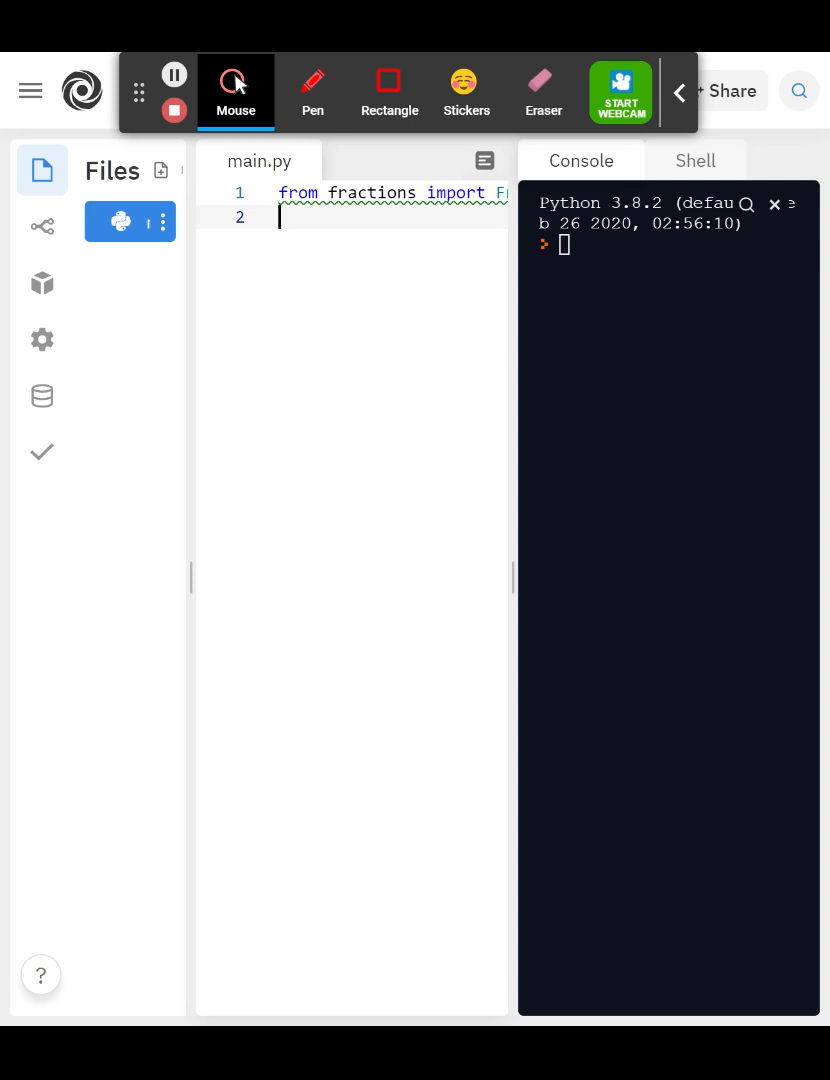 Mouse
Pen
Rectangle
Stickers
Eraser
START
WEBCAM
Share
Files
main.py
Console
Shell
1
from fractions import
2
Python 3.8.2 (defau
b 26 2020, 02:56:10)
?